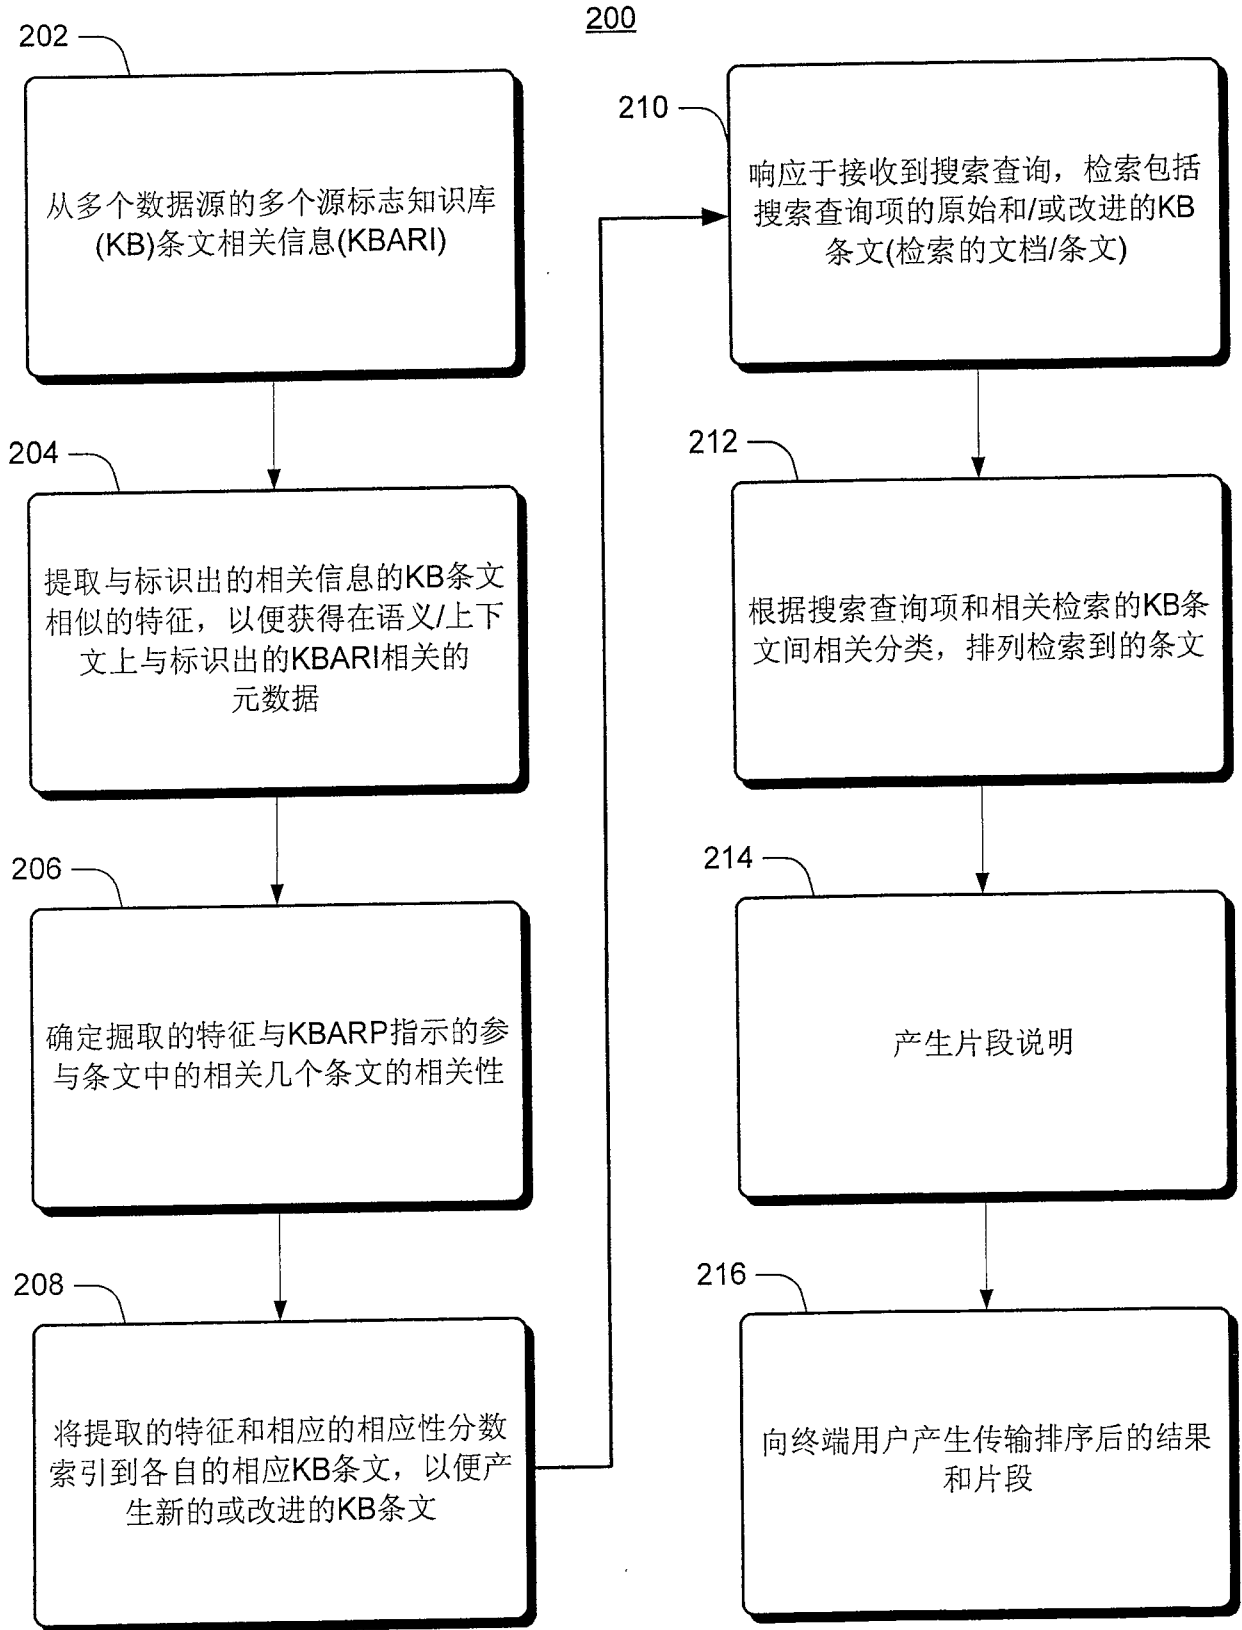 200
202
从多个数据源的多个源标志知识库
(KB)条文相关信息(KBARI)
204
提取与标识出的相关信息的KB条文
相似的特征，以便获得在语义/上下
文上与标识出的KBARI相关的
元数据
206
确定掘取的特征与KBARP指示的参
与条文中的相关几个条文的相关性
208
将提取的特征和相应的相应性分数
索引到各自的相应KB条文，以便产
生新的或改进的KB条文
210
响应于接收到搜索查询，检索包括
搜索查询项的原始和/或改进的KB
条文(检索的文档/条文)
212
根据搜索查询项和相关检索的KB条
文间相关分类，排列检索到的条文
214
产生片段说明
216
向终端用户产生传输排序后的结果
和片段